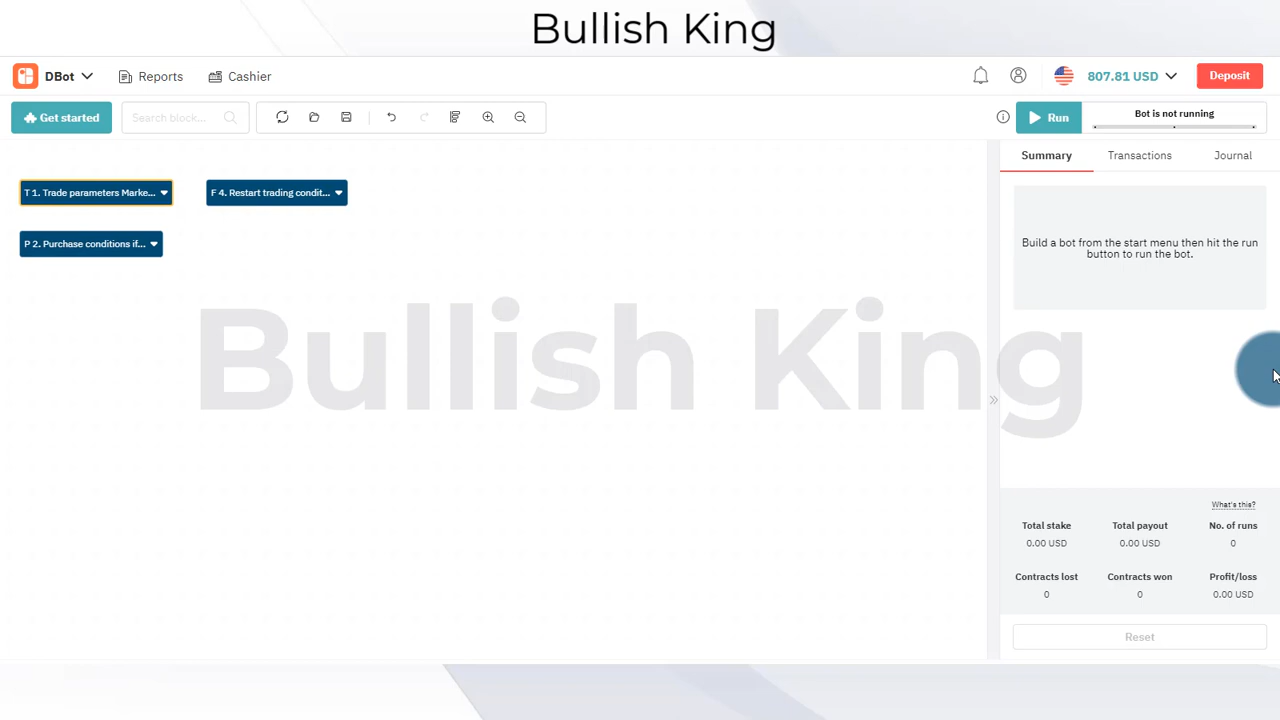 Bullish King
DBot
Reports
Cashier
807.81 USD
Deposit
Get started
Search block...
Run
Bot is not running
T 1. Trade parameters Marke...
F 4. Restart trading condit...
P 2. Purchase conditions if...
Summary
Transactions
Journal
Build a bot from the start menu then hit the run
button to run the bot.
Bullish King
What's this?
Total stake
Total payout
No. of runs
0.00 USD
0.00 USD
0
Contracts lost
Contracts won
Profit/loss
0
0
0.00 USD
Reset